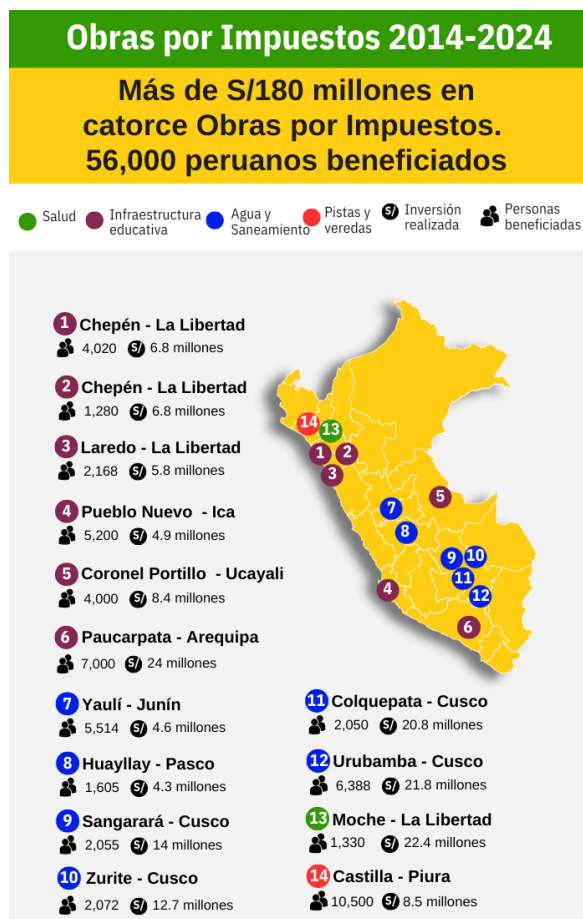 Obras por Impuestos 2014-2024
Más de S/180 millones en
catorce Obras por Impuestos.
56,000 peruanos beneficiados
Salud
Infraestructura
educativa
Agua y
Saneamiento
Pistas y
veredas
S/ Inversión
realizada
Personas
beneficiadas
1 Chepén - La Libertad
4,020 S/ 6.8 millones
2 Chepén - La Libertad
1,280 S/ 6.8 millones
3 Laredo - La Libertad
2,168 S/ 5.8 millones
4 Pueblo Nuevo - Ica
5,200 S/ 4.9 millones
5 Coronel Portillo - Ucayali
4,000 S/ 8.4 millones
6 Paucarpata - Arequipa
7,000 S/ 24 millones
7 Yaulí - Junín
5,514 S/ 4.6 millones
8 Huayllay - Pasco
1,605 S/ 4.3 millones
9 Sangarará - Cusco
2,055 S/ 14 millones
10 Zurite - Cusco
2,072 S/ 12.7 millones
11 Colquepata - Cusco
2,050 S/ 20.8 millones
12 Urubamba - Cusco
6,388 S/ 21.8 millones
13 Moche - La Libertad
1,330 S/ 22.4 millones
14 Castilla - Piura
10,500 S/ 8.5 millones
14
13
1
2
3
5
7
8
9
10
11
12
4
6